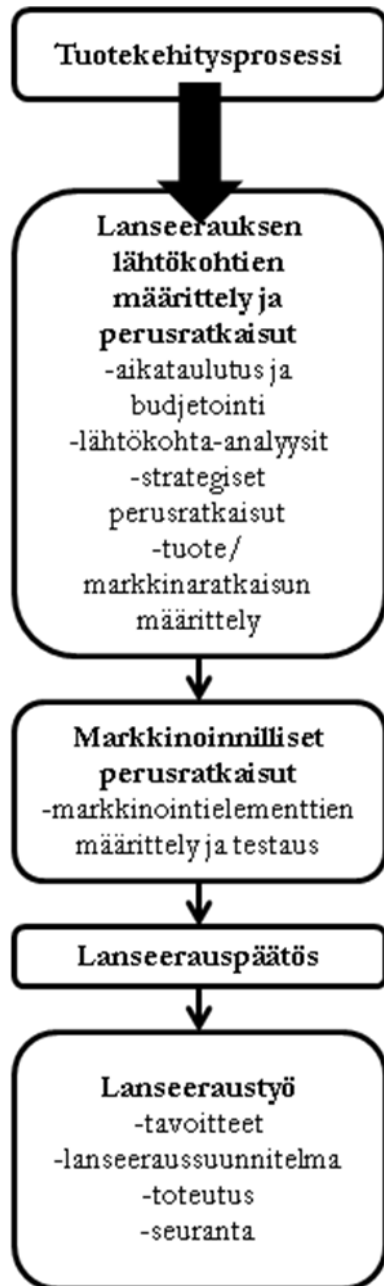 Tuotekehitysprosessi
Lanseerauksen
lähtökohtien
määrittely ja
perusratkaisut
-aikataulutus ja
budjetointi
-lähtökohta-analyysit
-strategiset
perusratkaisut
-tuote/
markkinaratkaisun
määrittely
Markkinoinnilliset
perusratkaisut
-markkinointielementtien
määrittely ja testaus
Lanseerauspäätös
Lanseeraustyö
-tavoitteet
-lanseeraussuunnitelma
-toteutus
-seuranta